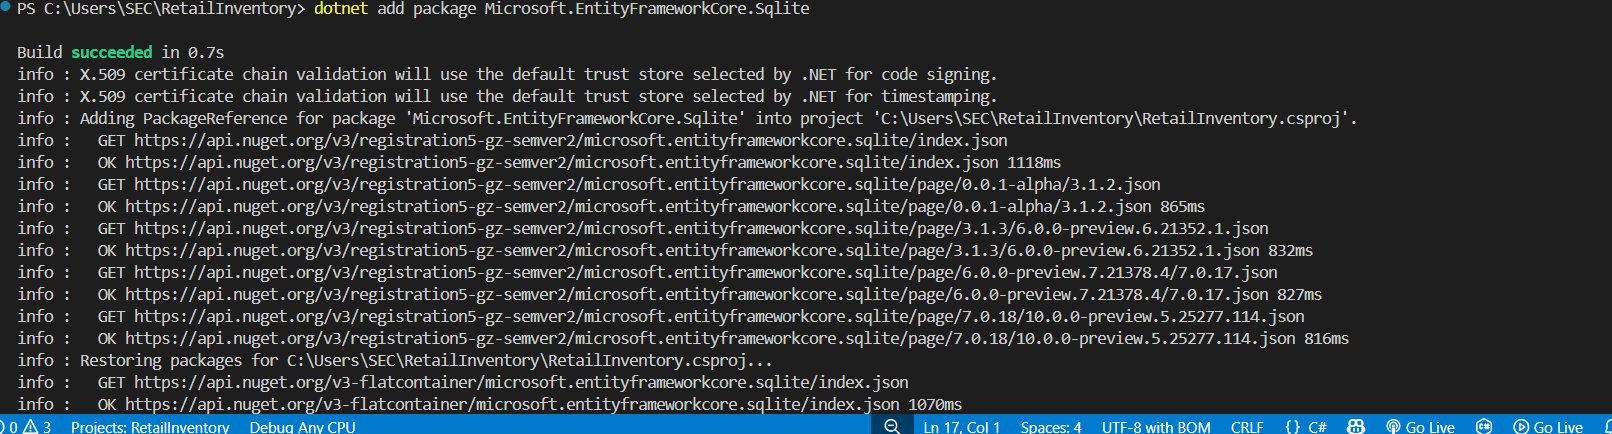 PS C:\Users\SEC\RetailInventory> dotnet add package Microsoft.EntityFrameworkCore.Sqlite
Build succeeded in 0.7s
info : X.509 certificate chain validation will use the default trust store selected by .NET for code signing.
info : X.509 certificate chain validation will use the default trust store selected by .NET for timestamping.
info : Adding PackageReference for package 'Microsoft.EntityFrameworkCore.Sqlite' into project 'C:\Users\SEC\RetailInventory\RetailInventory.csproj'.
info :   GET https://api.nuget.org/v3/registration5-gz-semver2/microsoft.entityframeworkcore.sqlite/index.json
info :   OK https://api.nuget.org/v3/registration5-gz-semver2/microsoft.entityframeworkcore.sqlite/index.json 1118ms
info :   GET https://api.nuget.org/v3/registration5-gz-semver2/microsoft.entityframeworkcore.sqlite/page/0.0.1-alpha/3.1.2.json
info :   OK https://api.nuget.org/v3/registration5-gz-semver2/microsoft.entityframeworkcore.sqlite/page/0.0.1-alpha/3.1.2.json 865ms
info :   GET https://api.nuget.org/v3/registration5-gz-semver2/microsoft.entityframeworkcore.sqlite/page/3.1.3/6.0.0-preview.6.21352.1.json
info :   OK https://api.nuget.org/v3/registration5-gz-semver2/microsoft.entityframeworkcore.sqlite/page/3.1.3/6.0.0-preview.6.21352.1.json 832ms
info :   GET https://api.nuget.org/v3/registration5-gz-semver2/microsoft.entityframeworkcore.sqlite/page/6.0.0-preview.7.21378.4/7.0.17.json
info :   OK https://api.nuget.org/v3/registration5-gz-semver2/microsoft.entityframeworkcore.sqlite/page/6.0.0-preview.7.21378.4/7.0.17.json 827ms
info :   GET https://api.nuget.org/v3/registration5-gz-semver2/microsoft.entityframeworkcore.sqlite/page/7.0.18/10.0.0-preview.5.25277.114.json
info :   OK https://api.nuget.org/v3/registration5-gz-semver2/microsoft.entityframeworkcore.sqlite/page/7.0.18/10.0.0-preview.5.25277.114.json 816ms
info : Restoring packages for C:\Users\SEC\RetailInventory\RetailInventory.csproj...
info :   GET https://api.nuget.org/v3-flatcontainer/microsoft.entityframeworkcore.sqlite/index.json
info :   OK https://api.nuget.org/v3-flatcontainer/microsoft.entityframeworkcore.sqlite/index.json 1070ms
0 3 Projects: RetailInventory Debug Any CPU Ln 17, Col 1 Spaces: 4 UTF-8 with BOM CRLF {} C# Go Live Go Live